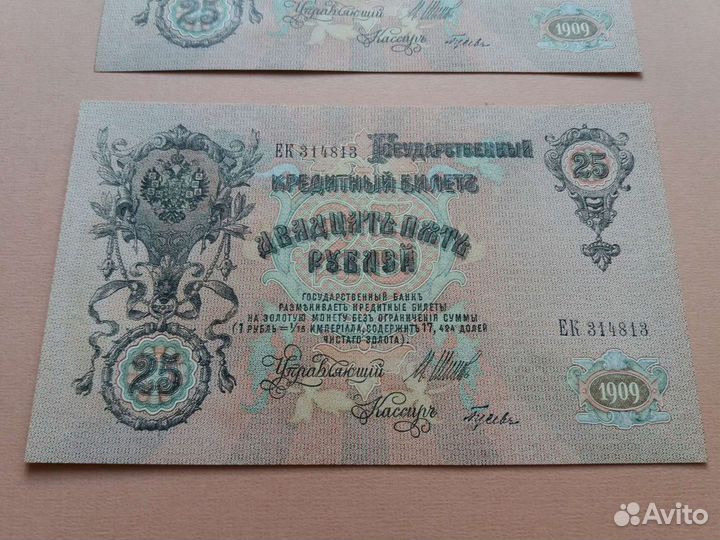 25
Управляющій
Кассиръ
1909
ЕК 314813 Государственный
25
кредитный билетъ
Двадцать пять
рублей
Государственный банкъ
размѣниваетъ кредитные билеты
на золотую монету безъ ограниченія суммы
(1 рубль = 1/15 имперіала, содержитъ 17,424 долей
чистаго золота).
ЕК 314813
25
Управляющій
Кассиръ
1909
Avito